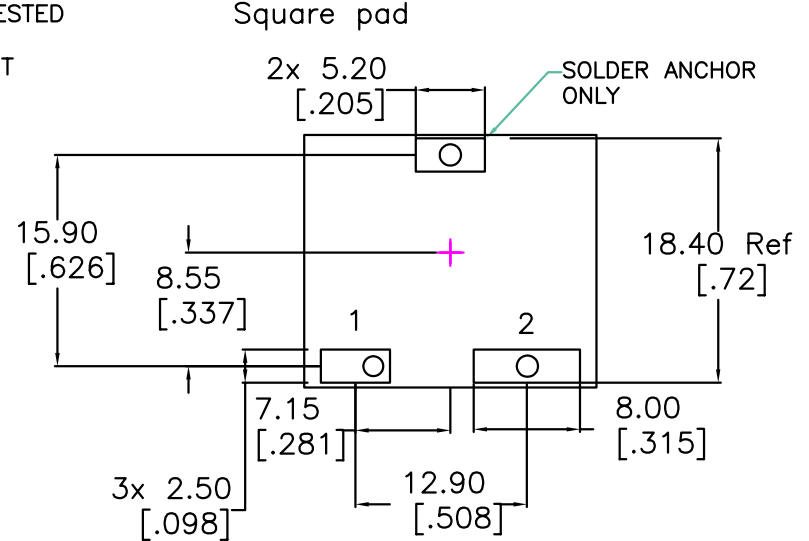 ESTED
T
Square pad
2x 5.20
[.205]
SOLDER ANCHOR
ONLY
15.90
[.626]
8.55
[.337]
18.40 Ref
[.72]
1
2
7.15
[.281]
8.00
[.315]
3x 2.50
[.098]
12.90
[.508]